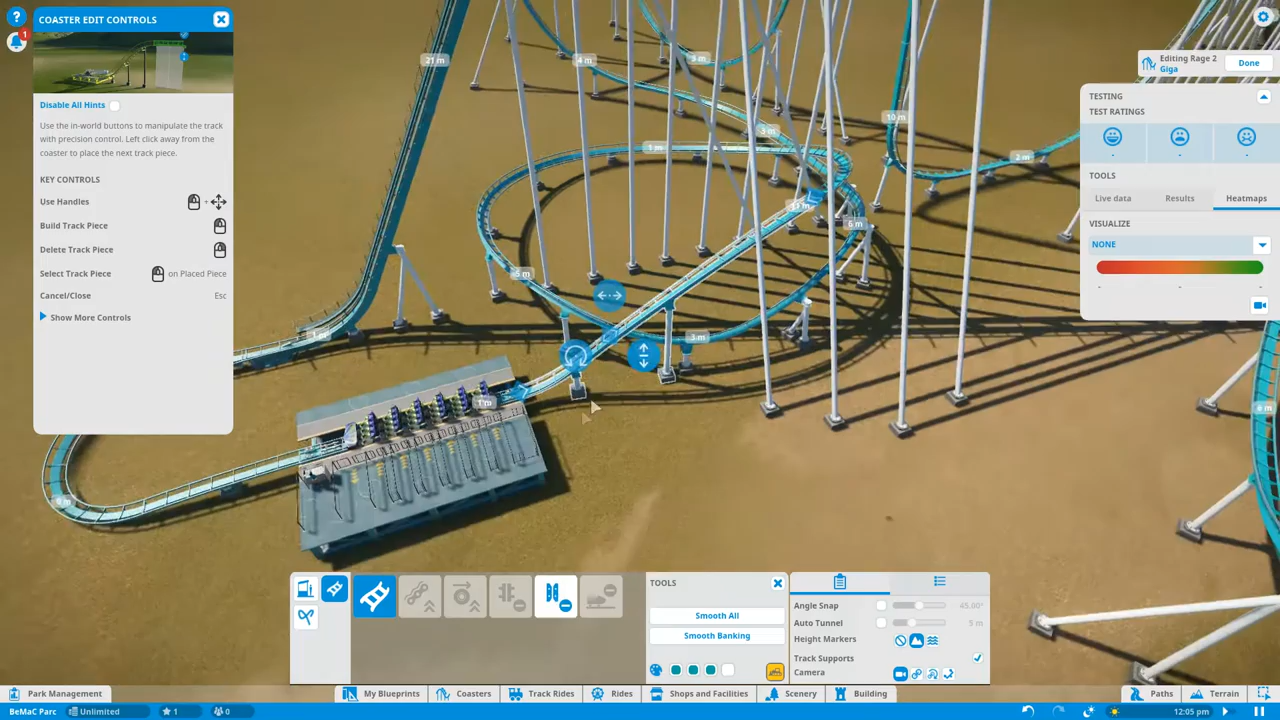 ?
COASTER EDIT CONTROLS
1
Disable All Hints
Use the in-world buttons to manipulate the track
with precision control. Left click away from the
coaster to place the next track piece.
KEY CONTROLS
Use Handles
+
Build Track Piece
Delete Track Piece
Select Track Piece
on Placed Piece
Cancel/Close
Esc
Show More Controls
21 m
4 m
3 m
1 m
10 m
2 m
6 m
5 m
3 m
1 m
Editing Rage 2
Giga
Done
TESTING
TEST RATINGS
-
-
-
TOOLS
Live data
Results
Heatmaps
VISUALIZE
NONE
-
-
-
TOOLS
Smooth All
Smooth Banking
Angle Snap
45.00°
Auto Tunnel
5 m
Height Markers
Track Supports
Camera
Park Management
My Blueprints
Coasters
Track Rides
Rides
Shops and Facilities
Scenery
Building
Paths
Terrain
BeMaC Parc
Unlimited
1
0
12:05 pm